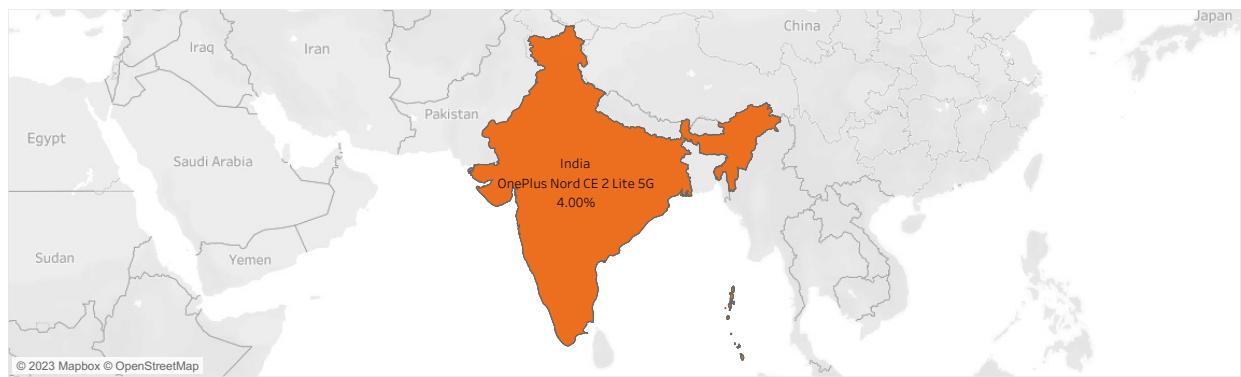 China
Japan
Iraq
Iran
Pakistan
Egypt
Saudi Arabia
India
OnePlus Nord CE 2 Lite 5G
4.00%
Sudan
Yemen
© 2023 Mapbox © OpenStreetMap